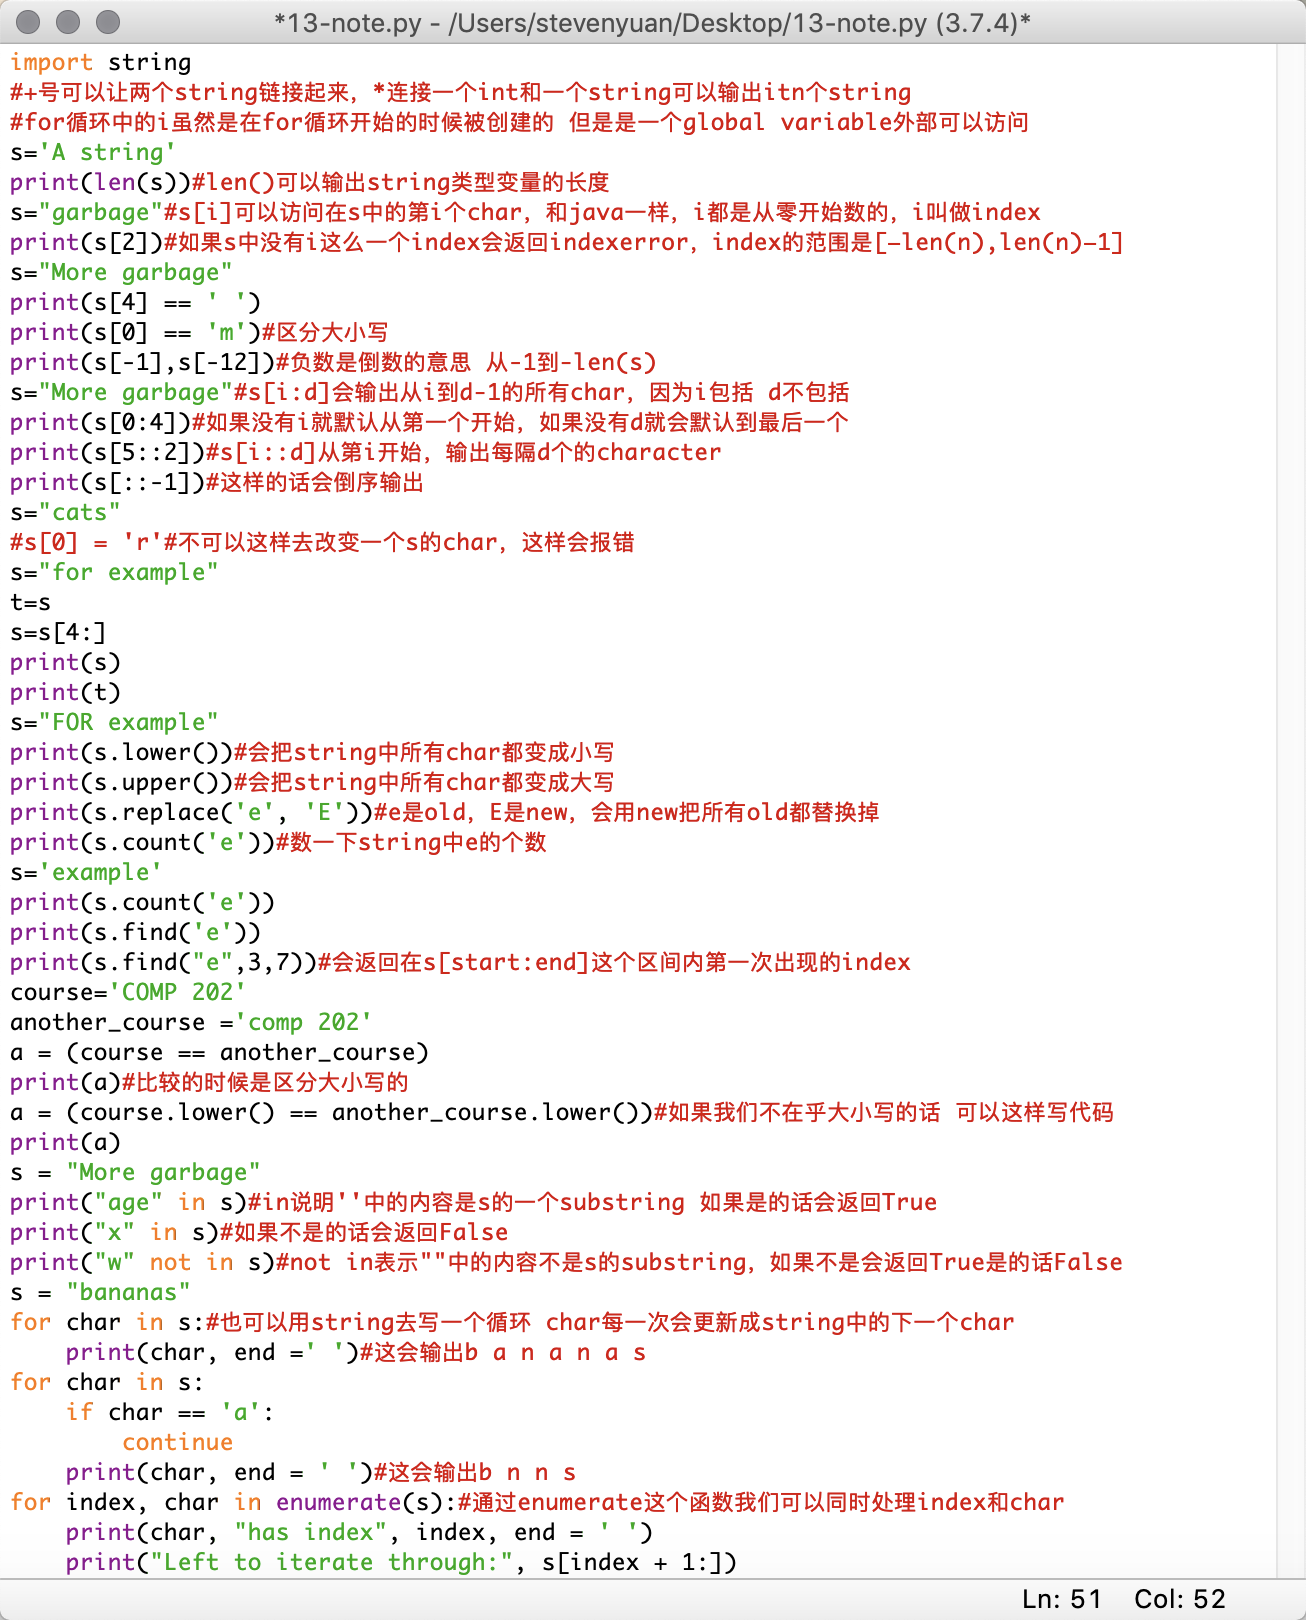 *13-note.py - /Users/stevenyuan/Desktop/13-note.py (3.7.4)*
import string
#+号可以让两个string链接起来，*连接一个int和一个string可以输出itn个string
#for循环中的i虽然是在for循环开始的时候被创建的 但是是一个global variable外部可以访问
s='A string'
print(len(s))#len()可以输出string类型变量的长度
s="garbage"#s[i]可以访问在s中的第i个char，和java一样，i都是从零开始数的，i叫做index
print(s[2])#如果s中没有i这么一个index会返回indexerror，index的范围是[—len(n),len(n)—1]
s="More garbage"
print(s[4] == ' ')
print(s[0] == 'm')#区分大小写
print(s[-1],s[-12])#负数是倒数的意思 从-1到-len(s)
s="More garbage"#s[i:d]会输出从i到d-1的所有char，因为i包括 d不包括
print(s[0:4])#如果没有i就默认从第一个开始，如果没有d就会默认到最后一个
print(s[5::2])#s[i::d]从第i开始，输出每隔d个的character
print(s[::-1])#这样的话会倒序输出
s="cats"
#s[0] = 'r'#不可以这样去改变一个s的char，这样会报错
s="for example"
t=s
s=s[4:]
print(s)
print(t)
s="FOR example"
print(s.lower())#会把string中所有char都变成小写
print(s.upper())#会把string中所有char都变成大写
print(s.replace('e', 'E'))#e是old，E是new，会用new把所有old都替换掉
print(s.count('e'))#数一下string中e的个数
s='example'
print(s.count('e'))
print(s.find('e'))
print(s.find("e",3,7))#会返回在s[start:end]这个区间内第一次出现的index
course='COMP 202'
another_course ='comp 202'
a = (course == another_course)
print(a)#比较的时候是区分大小写的
a = (course.lower() == another_course.lower())#如果我们不在乎大小写的话 可以这样写代码
print(a)
s = "More garbage"
print("age" in s)#in说明''中的内容是s的一个substring 如果是的话会返回True
print("x" in s)#如果不是的话会返回False
print("w" not in s)#not in表示""中的内容不是s的substring，如果不是会返回True是的话False
s = "bananas"
for char in s:#也可以用string去写一个循环 char每一次会更新成string中的下一个char
    print(char, end =' ')#这会输出b a n a n a s
for char in s:
    if char == 'a':
        continue
    print(char, end = ' ')#这会输出b n n s
for index, char in enumerate(s):#通过enumerate这个函数我们可以同时处理index和char
    print(char, "has index", index, end = ' ')
    print("Left to iterate through:", s[index + 1:])
Ln: 51 Col: 52